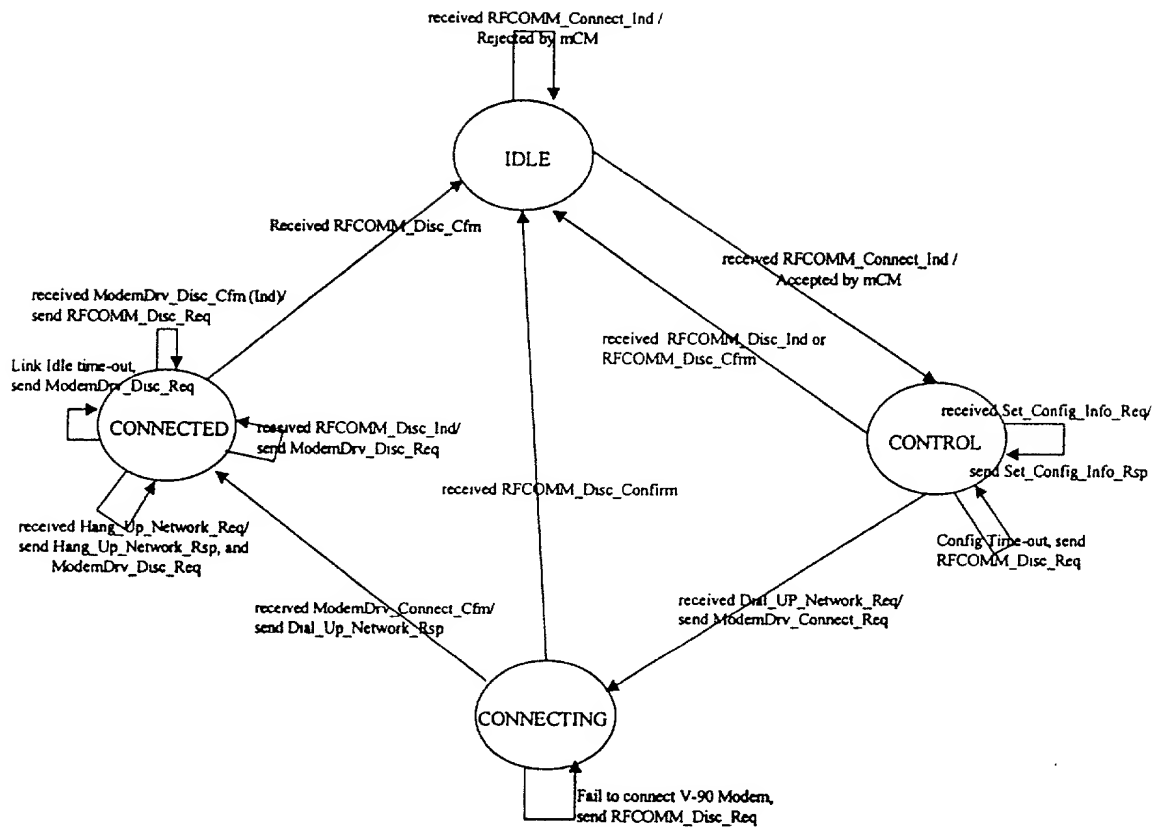 received RFCOMM_Connect_Ind /
Rejected by mCM
IDLE
Received RFCOMM_Disc_Cfm
received RFCOMM_Connect_Ind /
Accepted by mCM
received ModemDrv_Disc_Cfm (Ind)/
send RFCOMM_Disc_Req
received RFCOMM_Disc_Ind or
RFCOMM_Disc_Cfrm
Link Idle time-out,
send ModemDrv_Disc_Req
CONNECTED
received RFCOMM_Disc_Ind/
send ModemDrv_Disc_Req
received Set_Config_Info_Req/
CONTROL
send Set_Config_Info_Rsp
received RFCOMM_Disc_Confirm
received Hang_Up_Network_Req/
send Hang_Up_Network_Rsp, and
ModemDrv_Disc_Req
Config Time-out, send
RFCOMM_Disc_Req
received ModemDrv_Connect_Cfm/
send Dial_Up_Network_Rsp
received Dial_UP_Network_Req/
send ModemDrv_Connect_Req
CONNECTING
Fail to connect V-90 Modem,
send RFCOMM_Disc_Req